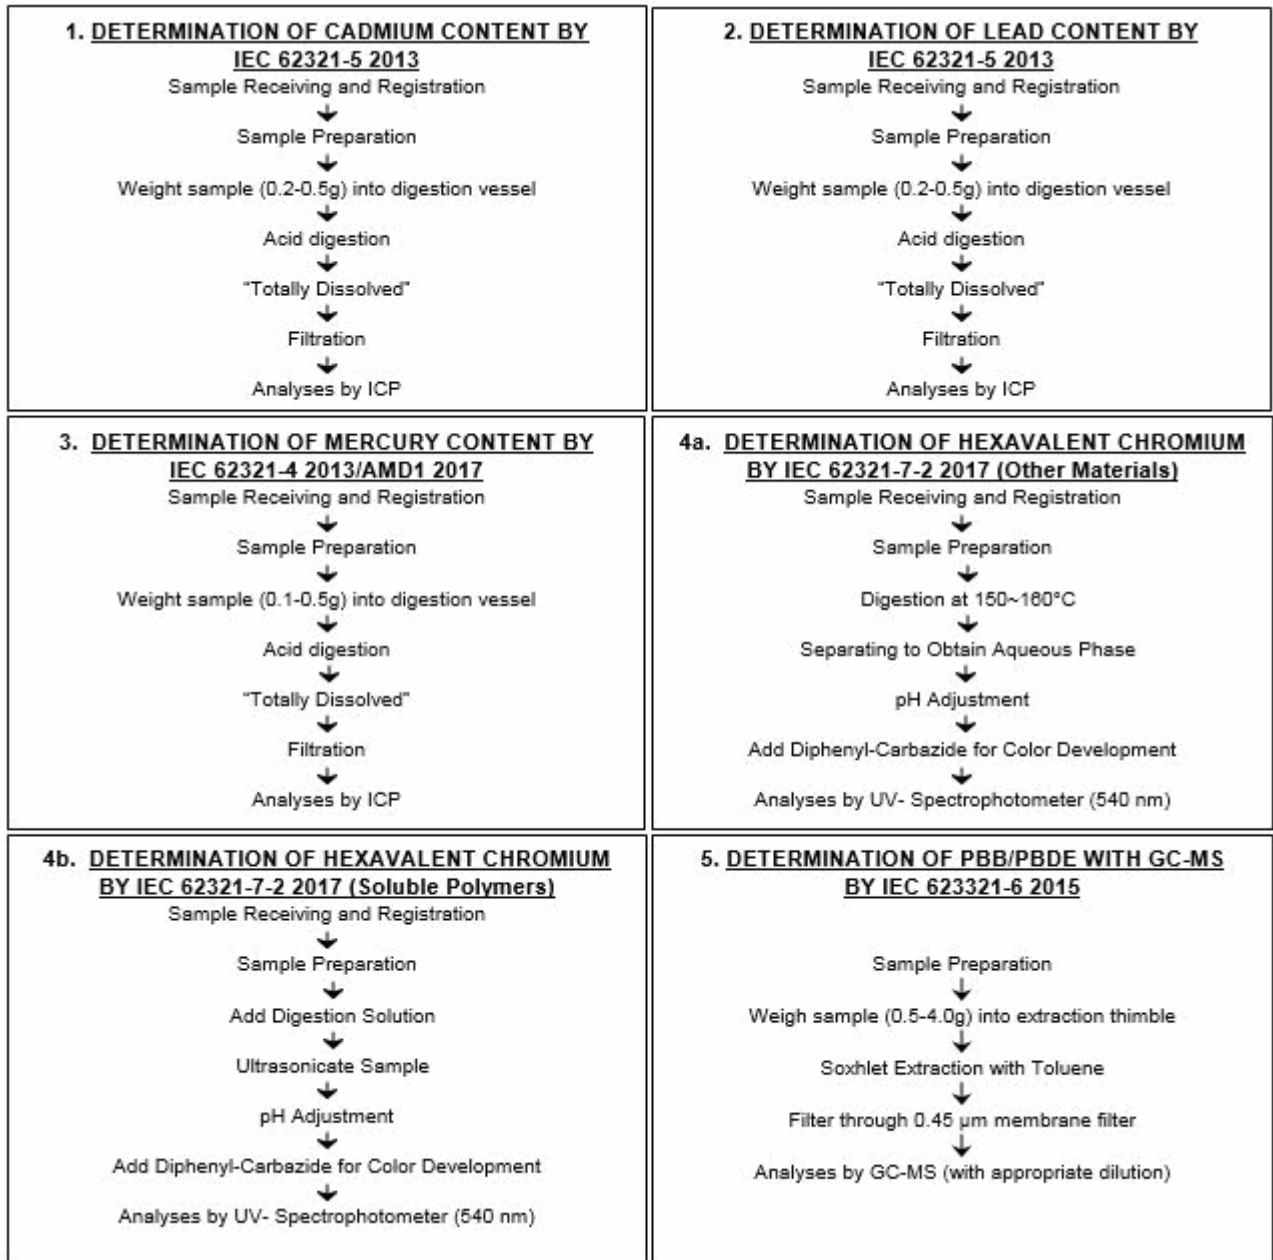 1. DETERMINATION OF CADMIUM CONTENT BY
IEC 62321-5 2013
Sample Receiving and Registration
Sample Preparation
Weight sample (0.2-0.5g) into digestion vessel
Acid digestion
"Totally Dissolved"
Filtration
Analyses by ICP
2. DETERMINATION OF LEAD CONTENT BY
IEC 62321-5 2013
Sample Receiving and Registration
Sample Preparation
Weight sample (0.2-0.5g) into digestion vessel
Acid digestion
"Totally Dissolved"
Filtration
Analyses by ICP
3. DETERMINATION OF MERCURY CONTENT BY
IEC 62321-4 2013/AMD1 2017
Sample Receiving and Registration
Sample Preparation
Weight sample (0.1-0.5g) into digestion vessel
Acid digestion
"Totally Dissolved"
Filtration
Analyses by ICP
4a. DETERMINATION OF HEXAVALENT CHROMIUM
BY IEC 62321-7-2 2017 (Other Materials)
Sample Receiving and Registration
Sample Preparation
Digestion at 150~160°C
Separating to Obtain Aqueous Phase
pH Adjustment
Add Diphenyl-Carbazide for Color Development
Analyses by UV- Spectrophotometer (540 nm)
4b. DETERMINATION OF HEXAVALENT CHROMIUM
BY IEC 62321-7-2 2017 (Soluble Polymers)
Sample Receiving and Registration
Sample Preparation
Add Digestion Solution
Ultrasonicate Sample
pH Adjustment
Add Diphenyl-Carbazide for Color Development
Analyses by UV- Spectrophotometer (540 nm)
5. DETERMINATION OF PBB/PBDE WITH GC-MS
BY IEC 623321-6 2015
Sample Preparation
Weigh sample (0.5-4.0g) into extraction thimble
Soxhlet Extraction with Toluene
Filter through 0.45 µm membrane filter
Analyses by GC-MS (with appropriate dilution)